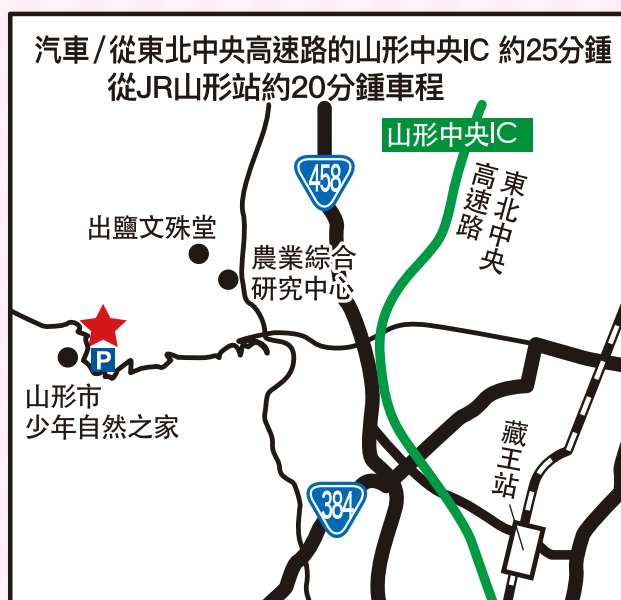 汽車/從東北中央高速路的山形中央IC 約25分鍾
從JR山形站約20分鍾車程
山形中央IC
458
東北中央
高速路
出鹽文殊堂
農業綜合
研究中心
P
山形市
少年自然之家
藏王站
384